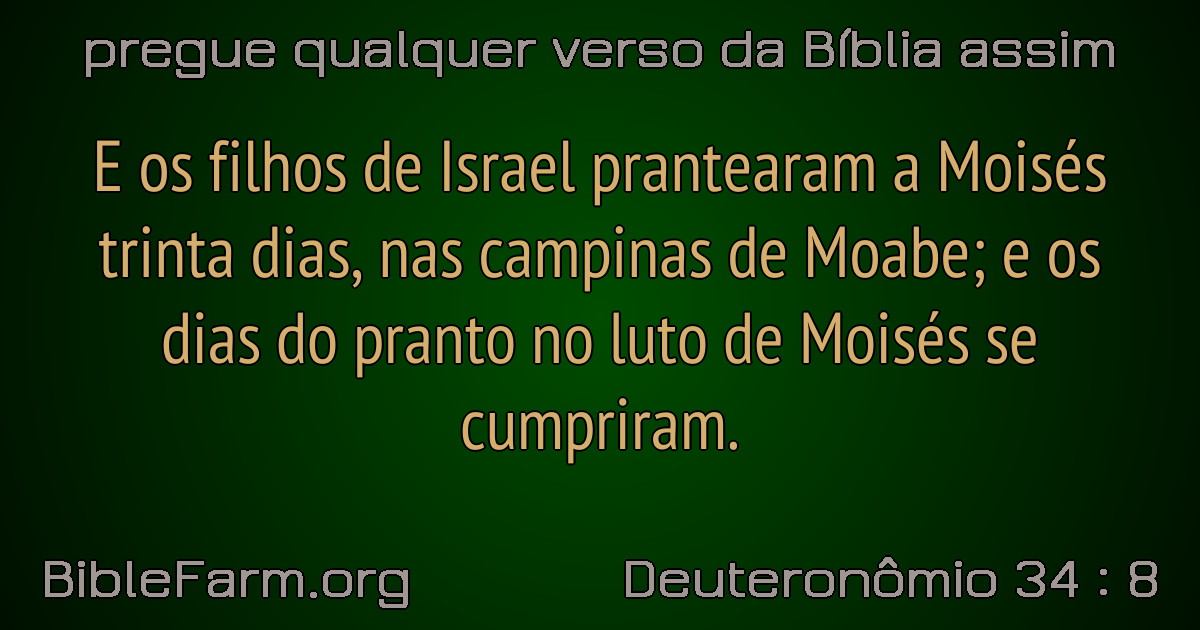 pregue qualquer verso da Bíblia assim
E os filhos de Israel prantearam a Moisés
trinta dias, nas campinas de Moabe; e os
dias do pranto no luto de Moisés se
cumpriram.
BibleFarm.org
Deuteronômio 34 : 8